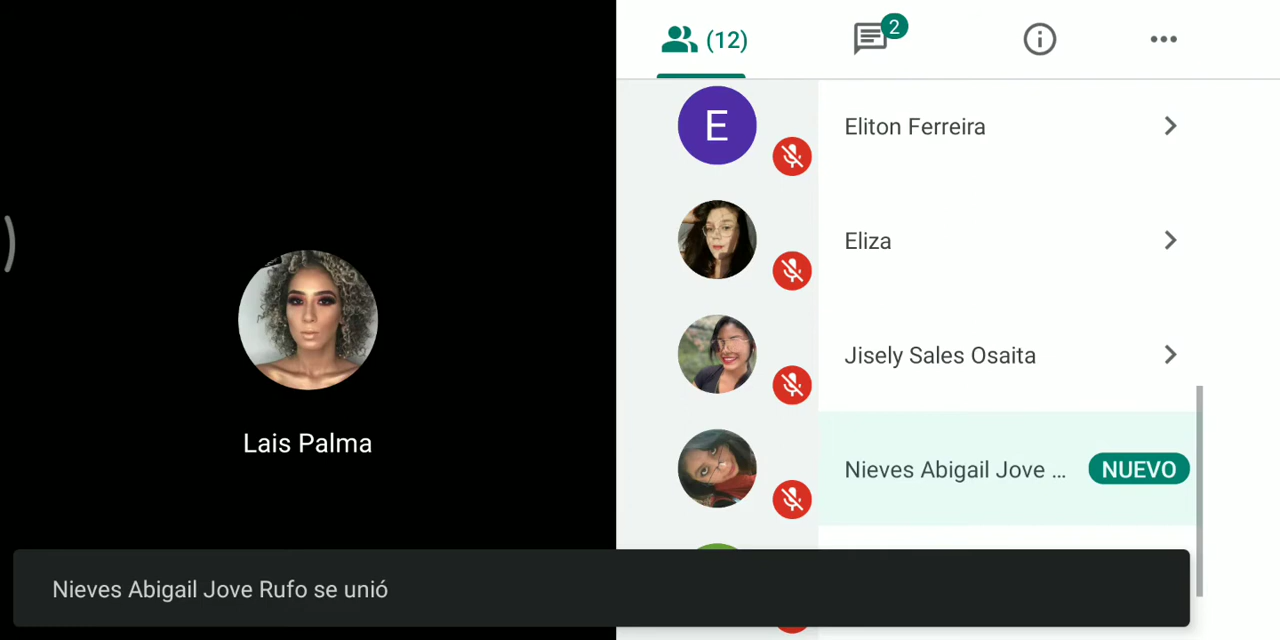 (12)
2
E
Eliton Ferreira
Eliza
Jisely Sales Osaita
Nieves Abigail Jove ...
NUEVO
Lais Palma
Nieves Abigail Jove Rufo se unió